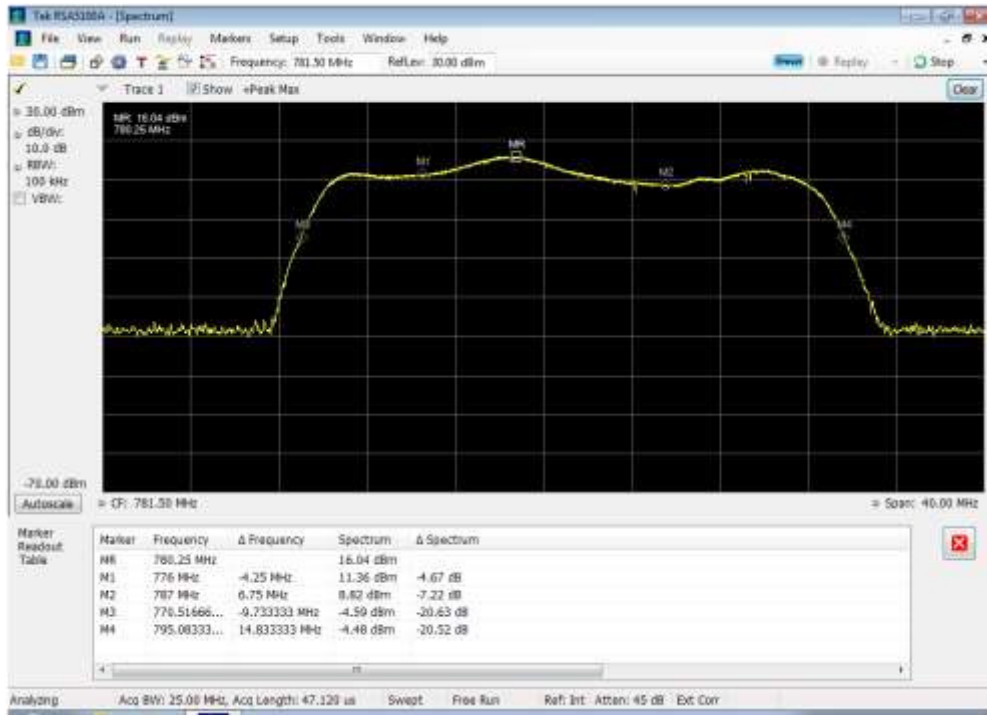 Tek RSA5100A - [Spectrum]
File View Run Replay Markers Setup Tools Window Help
Frequency: 781.50 MHz RefLev: 30.00 dBm Preset Replay Stop
Trace 1 Show +Peak Max Clear
30.00 dBm
dB/div:
10.0 dB
RBW:
100 kHz
VBW:
MR: 16.04 dBm
780.25 MHz
MR
M1
M2
M3
M4
-70.00 dBm
Autoscale CF: 781.50 MHz Span: 40.00 MHz
Marker
Readout
Table
Marker Frequency Δ Frequency Spectrum Δ Spectrum
MR 780.25 MHz 16.04 dBm
M1 776 MHz -4.25 MHz 11.36 dBm -4.67 dB
M2 787 MHz 6.75 MHz 8.82 dBm -7.22 dB
M3 770.51666... -9.733333 MHz -4.59 dBm -20.63 dB
M4 795.08333... 14.833333 MHz -4.48 dBm -20.52 dB
Analyzing Acq BW: 25.00 MHz, Acq Length: 47.120 us Swept Free Run Ref: Int Atten: 45 dB Ext Corr